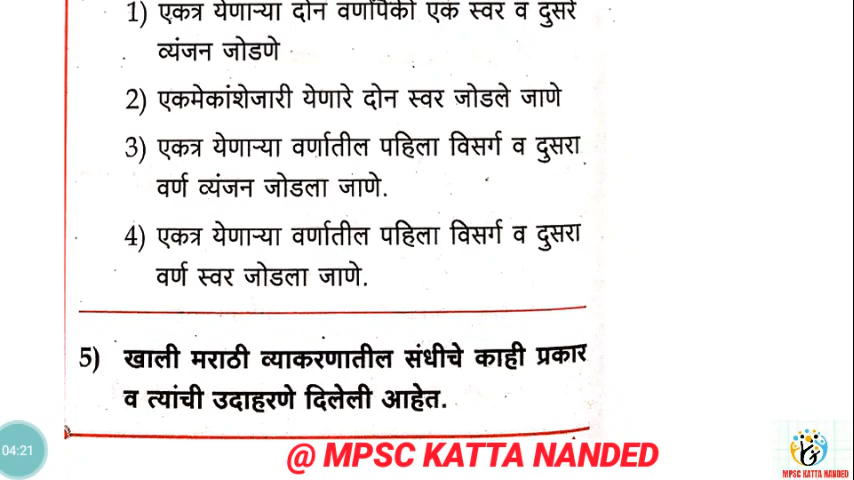 1) एकत्र येणाऱ्या दोन वर्णांपैकी एक स्वर व दुसरे
व्यंजन जोडणे
2) एकमेकांशेजारी येणारे दोन स्वर जोडले जाणे
3) एकत्र येणाऱ्या वर्णातील पहिला विसर्ग व दुसरा
वर्ण व्यंजन जोडला जाणे.
4) एकत्र येणाऱ्या वर्णातील पहिला विसर्ग व दुसरा
वर्ण स्वर जोडला जाणे.
5) खाली मराठी व्याकरणातील संधीचे काही प्रकार
व त्यांची उदाहरणे दिलेली आहेत.
04:21
@ MPSC KATTA NANDED
MPSC KATTA NANDED